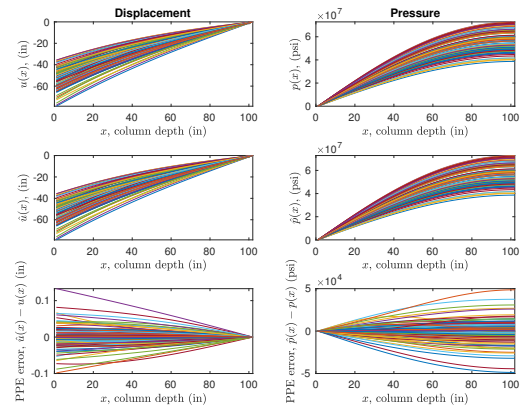 Displacement
0
-20
-40
-60
u(x), (in)
0 20 40 60 80 100
x, column depth (in)
Pressure
×10⁷
6
4
2
0
p(x), (psi)
0 20 40 60 80 100
x, column depth (in)
0
-20
-40
-60
û(x), (in)
0 20 40 60 80 100
x, column depth (in)
×10⁷
6
4
2
0
p̂(x), (psi)
0 20 40 60 80 100
x, column depth (in)
0.1
0
-0.1
PPE error, û(x) − u(x) (in)
0 20 40 60 80 100
x, column depth (in)
×10⁴
5
0
-5
PPE error, p̂(x) − p(x) (psi)
0 20 40 60 80 100
x, column depth (in)